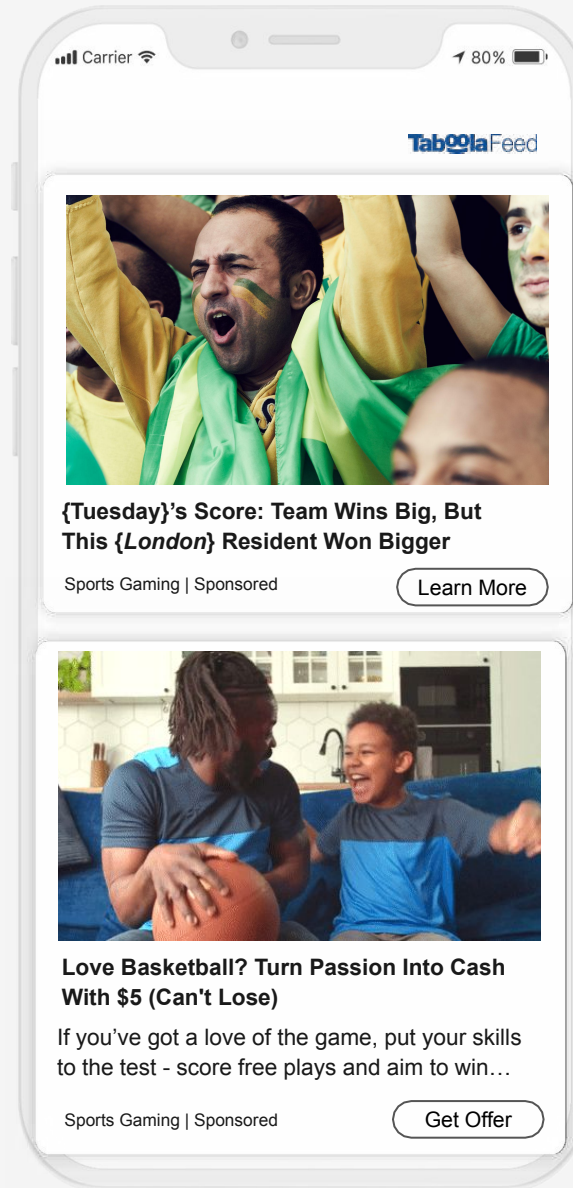 Carrier
80%
Taboola Feed
{Tuesday}’s Score: Team Wins Big, But
This {London} Resident Won Bigger
Sports Gaming | Sponsored
Learn More
Love Basketball? Turn Passion Into Cash
With $5 (Can't Lose)
If you’ve got a love of the game, put your skills
to the test - score free plays and aim to win…
Sports Gaming | Sponsored
Get Offer